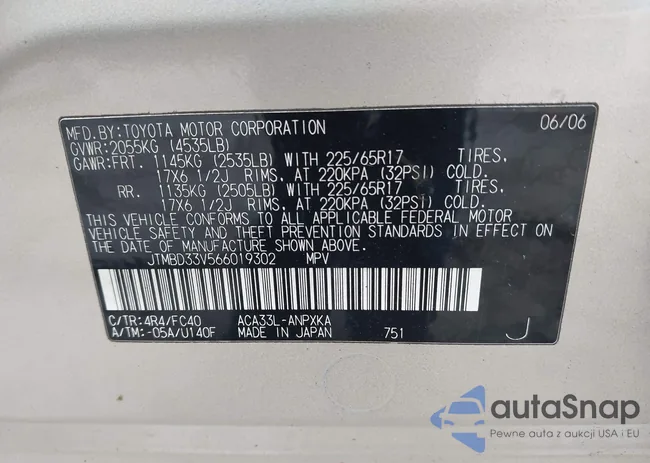 MFD.BY:TOYOTA MOTOR CORPORATION 06/06
GVWR:2055KG (4535LB)
GAWR:FRT. 1145KG (2535LB) WITH 225/65R17 TIRES,
17X6 1/2J RIMS, AT 220KPA (32PSI) COLD.
RR. 1135KG (2505LB) WITH 225/65R17 TIRES,
17X6 1/2J RIMS, AT 220KPA (32PSI) COLD.
THIS VEHICLE CONFORMS TO ALL APPLICABLE FEDERAL MOTOR
VEHICLE SAFETY AND THEFT PREVENTION STANDARDS IN EFFECT ON
THE DATE OF MANUFACTURE SHOWN ABOVE.
JTMBD33V566019302 MPV
C/TR:4R4/FC40 ACA33L-ANPXKA
A/TM:-05A/U140F MADE IN JAPAN 751 J
autoSnap
Pewne auta z aukcji USA i EU